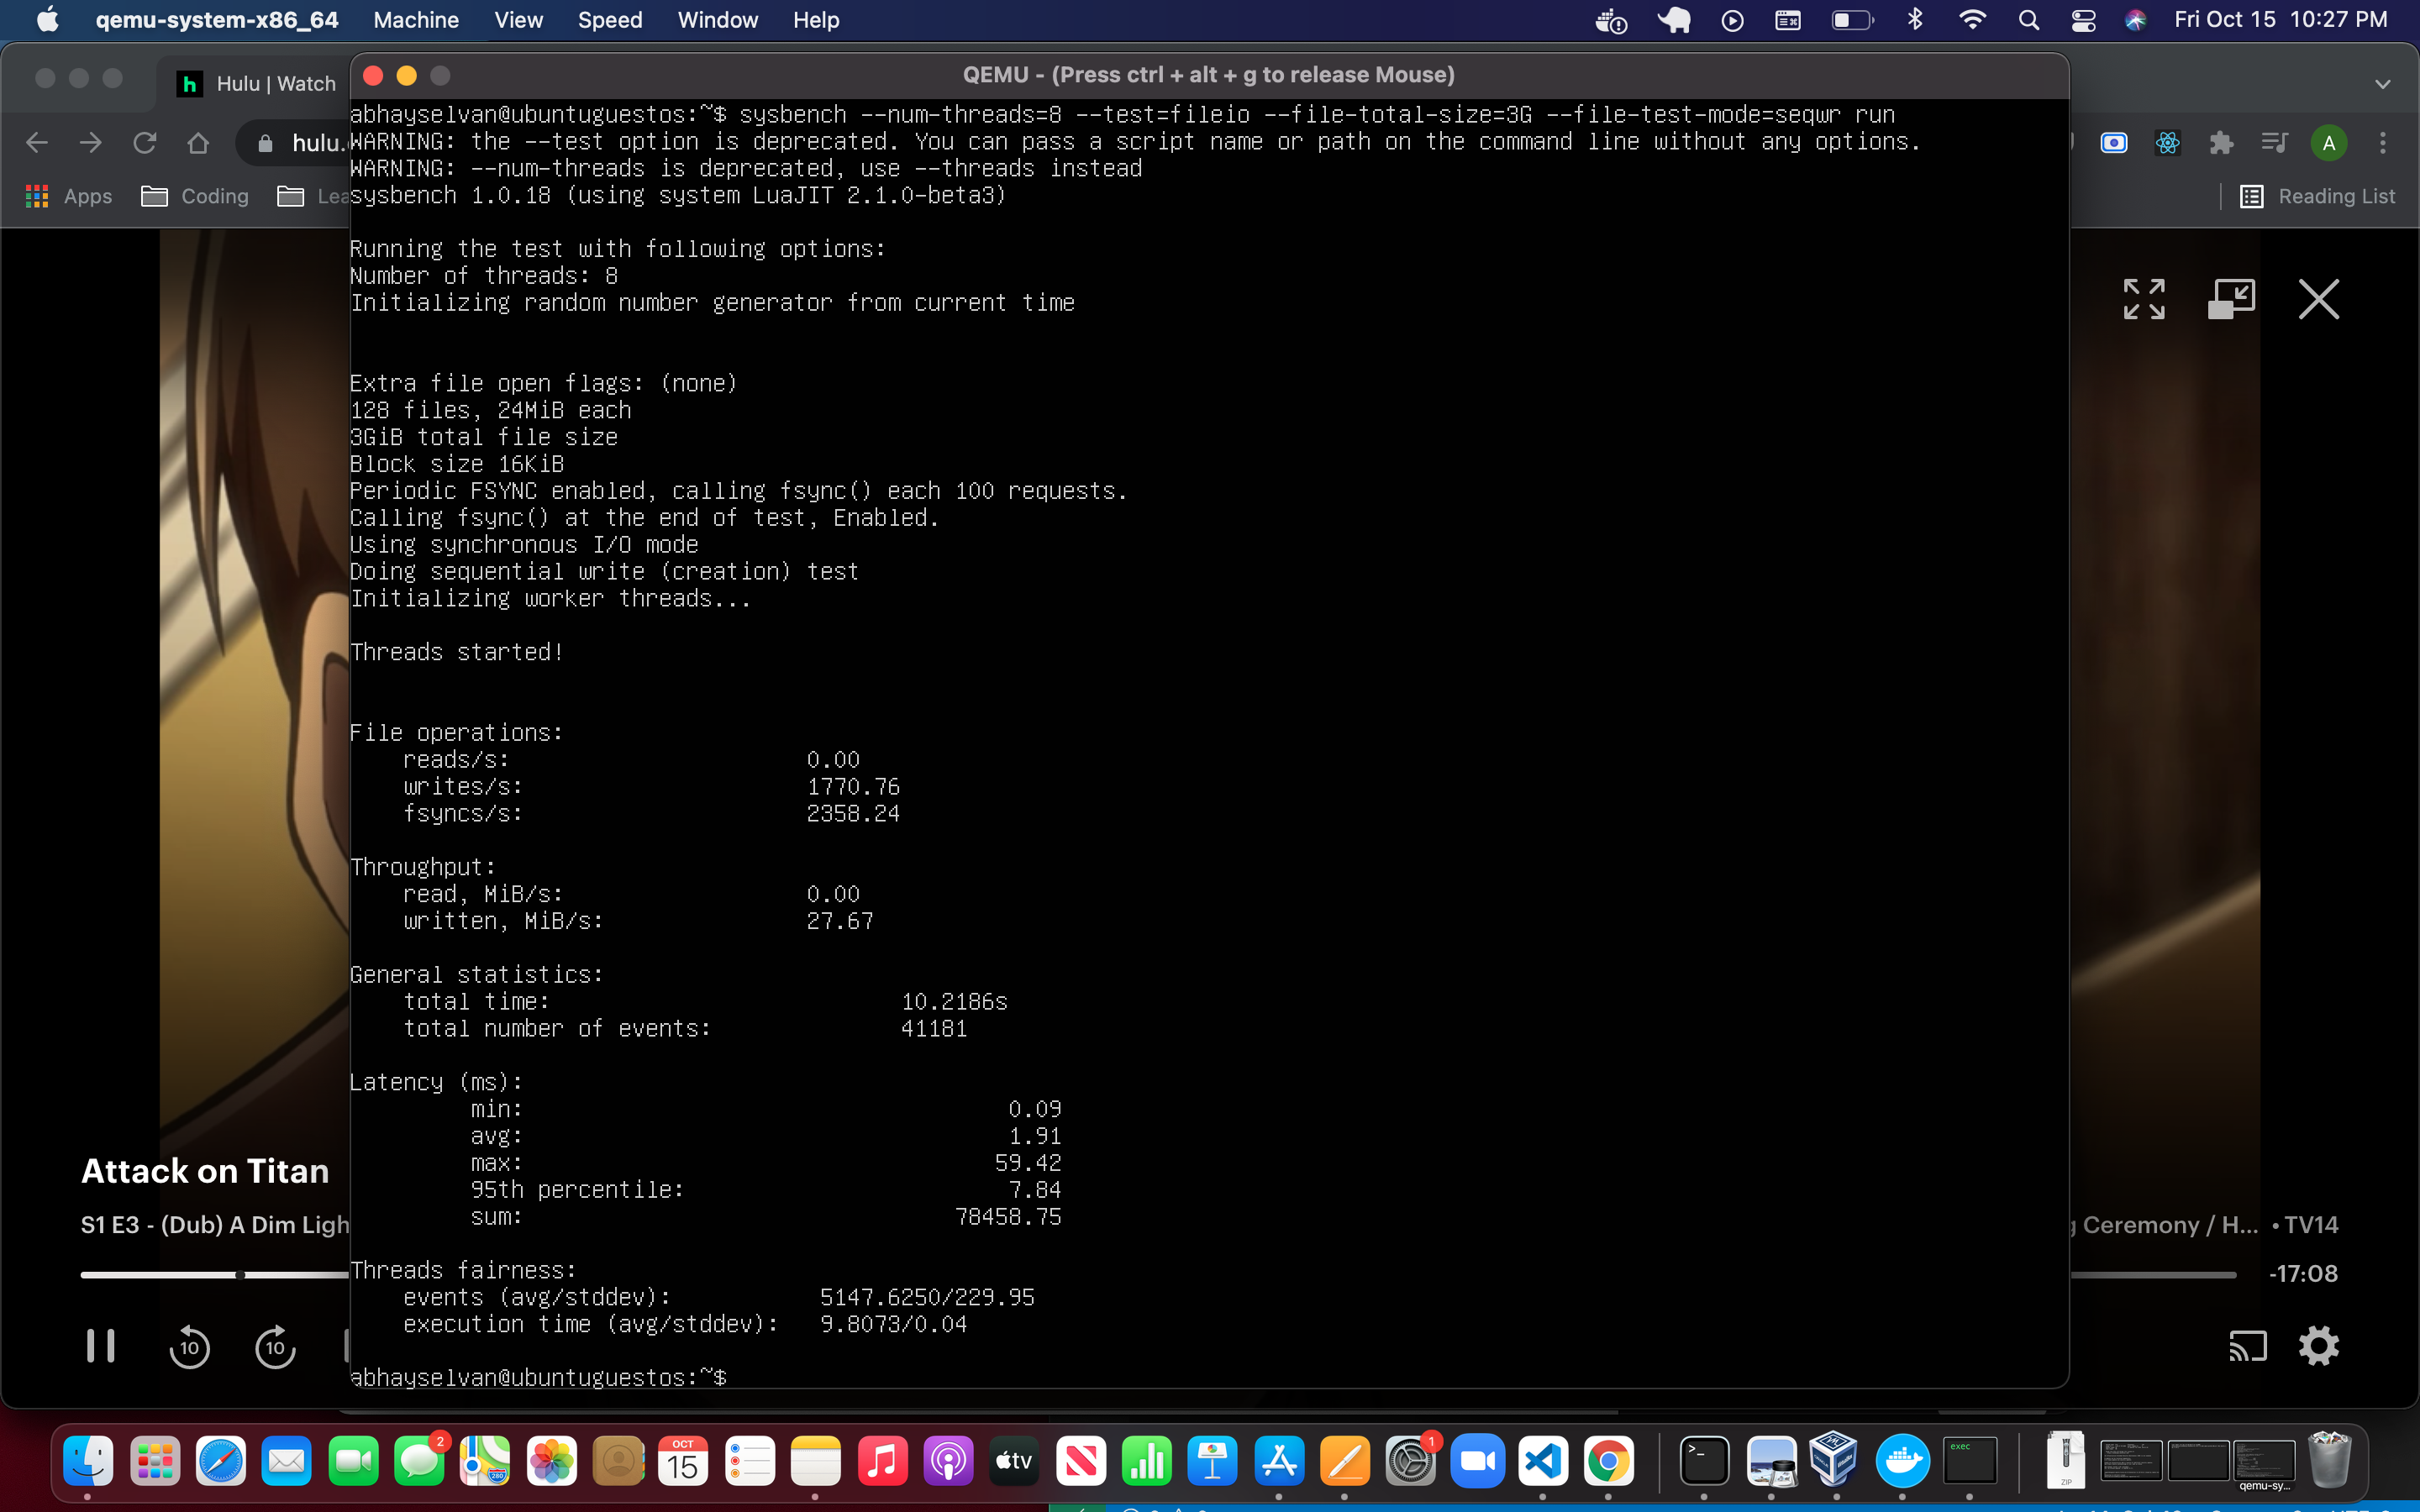 qemu-system-x86_64 Machine View Speed Window Help Fri Oct 15 10:27 PM
Hulu | Watch
QEMU - (Press ctrl + alt + g to release Mouse)
hulu.
A
Apps Coding
Reading List
abhayselvan@ubuntuguestos:~$ sysbench --num-threads=8 --test=fileio --file-total-size=3G --file-test-mode=seqwr run
WARNING: the --test option is deprecated. You can pass a script name or path on the command line without any options.
WARNING: --num-threads is deprecated, use --threads instead
sysbench 1.0.18 (using system LuaJIT 2.1.0-beta3)
Running the test with following options:
Number of threads: 8
Initializing random number generator from current time
Extra file open flags: (none)
128 files, 24MiB each
3GiB total file size
Block size 16KiB
Periodic FSYNC enabled, calling fsync() each 100 requests.
Calling fsync() at the end of test, Enabled.
Using synchronous I/O mode
Doing sequential write (creation) test
Initializing worker threads...
Threads started!
File operations:
reads/s: 0.00
writes/s: 1770.76
fsyncs/s: 2358.24
Throughput:
read, MiB/s: 0.00
written, MiB/s: 27.67
General statistics:
total time: 10.2186s
total number of events: 41181
Latency (ms):
min: 0.09
avg: 1.91
max: 59.42
95th percentile: 7.84
sum: 78458.75
Threads fairness:
events (avg/stddev): 5147.6250/229.95
execution time (avg/stddev): 9.8073/0.04
abhayselvan@ubuntuguestos:~$
Attack on Titan
S1 E3 - (Dub) A Dim Ligh
Ceremony / H... • TV14
-17:08
10 10
2
OCT
15
280
tv
1
exec
ZIP
qemu-sy...